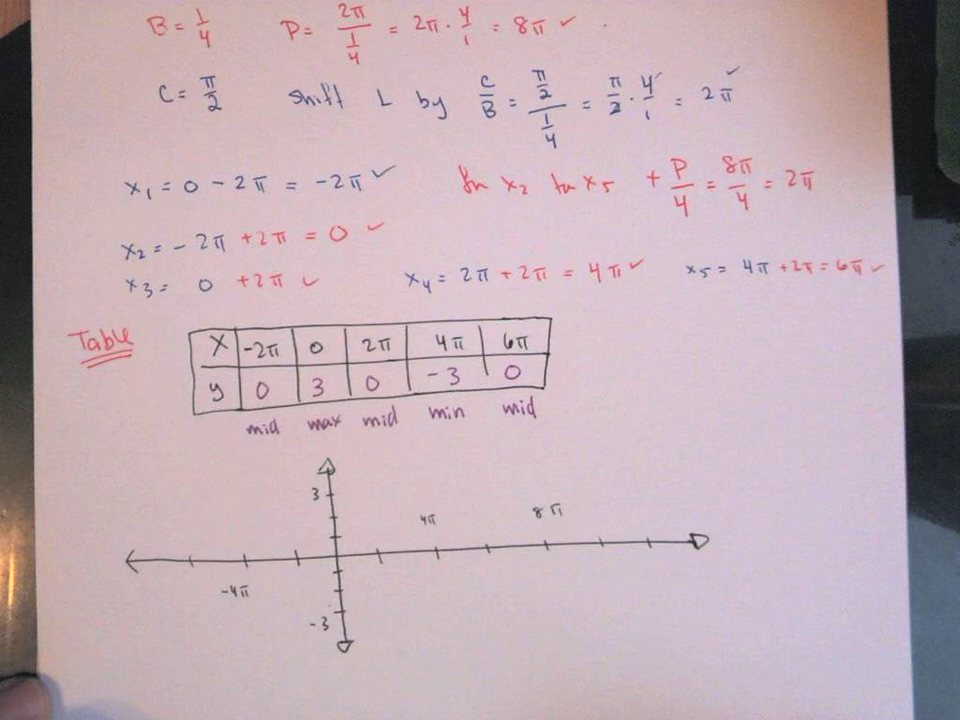 B = 1/4 P = 2π/(1/4) = 2π · 4/1 = 8π ✓
C = π/2 shift L by C/B = (π/2)/(1/4) = π/2 · 4/1 = 2π ✓
x₁ = 0 - 2π = -2π ✓ for x₂ to x₅ + P/4 = 8π/4 = 2π
x₂ = -2π + 2π = 0 ✓
x₃ = 0 + 2π ✓ x₄ = 2π + 2π = 4π ✓ x₅ = 4π + 2π = 6π ✓
Table
X -2π 0 2π 4π 6π
y 0 3 0 -3 0
mid max mid min mid
3
4π 8π
-4π
-3